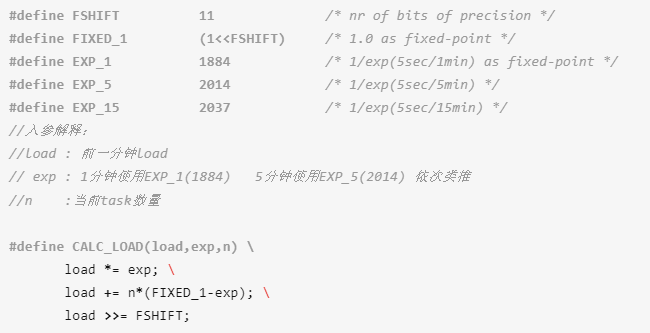 #define FSHIFT 11 /* nr of bits of precision */
#define FIXED_1 (1<<FSHIFT) /* 1.0 as fixed-point */
#define EXP_1 1884 /* 1/exp(5sec/1min) as fixed-point */
#define EXP_5 2014 /* 1/exp(5sec/5min) */
#define EXP_15 2037 /* 1/exp(5sec/15min) */
//入参解释：
//load : 前一分钟load
// exp : 1分钟使用EXP_1(1884) 5分钟使用EXP_5(2014) 依次类推
//n :当前task数量
#define CALC_LOAD(load,exp,n) \
load *= exp; \
load += n*(FIXED_1-exp); \
load >>= FSHIFT;